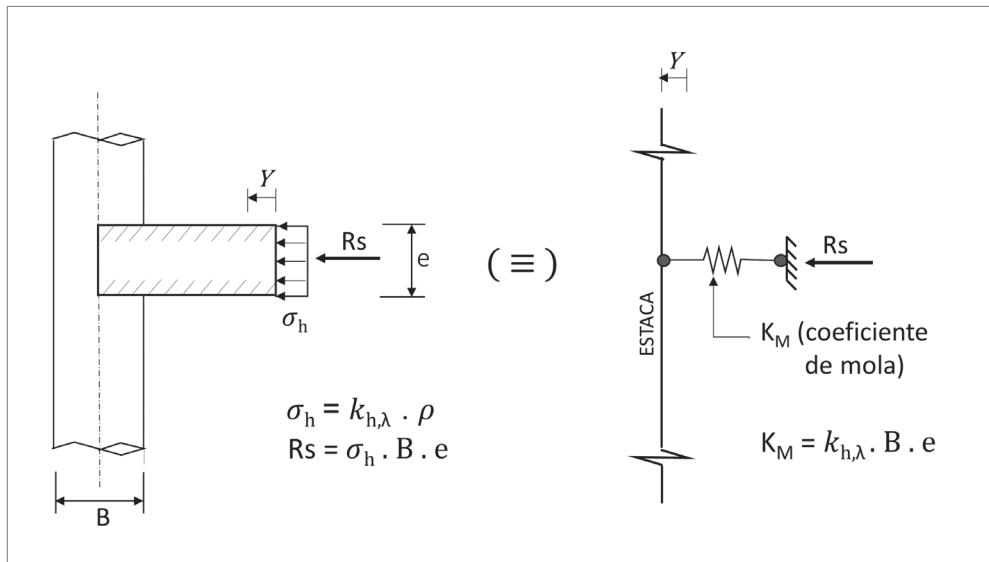 Y
Y
Rs
e
σh
B
( ≡ )
σh = kh,λ . ρ
Rs = σh . B . e
ESTACA
Rs
KM (coeficiente
de mola)
KM = kh,λ . B . e